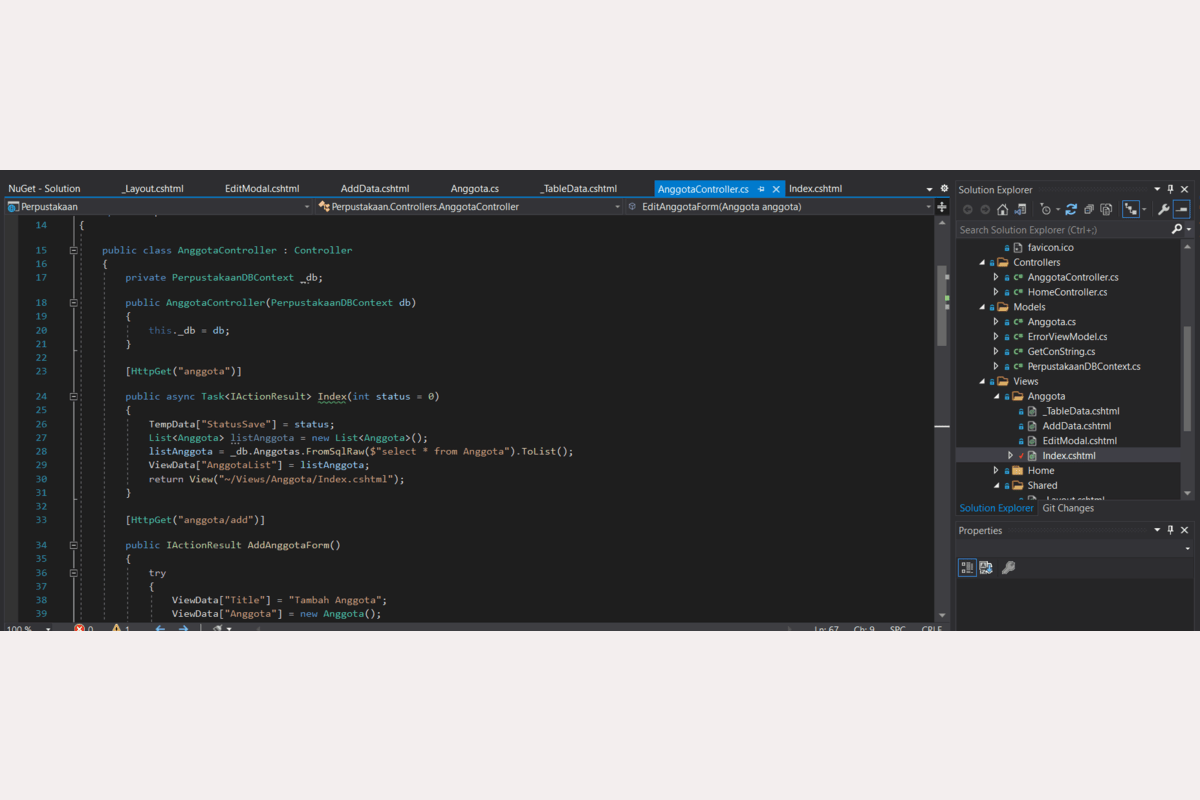 NuGet - Solution _Layout.cshtml EditModal.cshtml AddData.cshtml Anggota.cs _TableData.cshtml AnggotaController.cs Index.cshtml
Perpustakaan Perpustakaan.Controllers.AnggotaController EditAnggotaForm(Anggota anggota)
14 {
15 public class AnggotaController : Controller
16 {
17 private PerpustakaanDBContext _db;
18 public AnggotaController(PerpustakaanDBContext db)
19 {
20 this._db = db;
21 }
22
23 [HttpGet("anggota")]
24 public async Task<IActionResult> Index(int status = 0)
25 {
26 TempData["StatusSave"] = status;
27 List<Anggota> listAnggota = new List<Anggota>();
28 listAnggota = _db.Anggotas.FromSqlRaw($"select * from Anggota").ToList();
29 ViewData["AnggotaList"] = listAnggota;
30 return View("~/Views/Anggota/Index.cshtml");
31 }
32
33 [HttpGet("anggota/add")]
34 public IActionResult AddAnggotaForm()
35 {
36 try
37 {
38 ViewData["Title"] = "Tambah Anggota";
39 ViewData["Anggota"] = new Anggota();
100 % 0 1 Ln: 67 Ch: 9 SPC CRLF
Solution Explorer
Search Solution Explorer (Ctrl+;)
favicon.ico
Controllers
C# AnggotaController.cs
C# HomeController.cs
Models
C# Anggota.cs
C# ErrorViewModel.cs
C# GetConString.cs
C# PerpustakaanDBContext.cs
Views
Anggota
_TableData.cshtml
AddData.cshtml
EditModal.cshtml
Index.cshtml
Home
Shared
_Layout.cshtml
Solution Explorer Git Changes
Properties